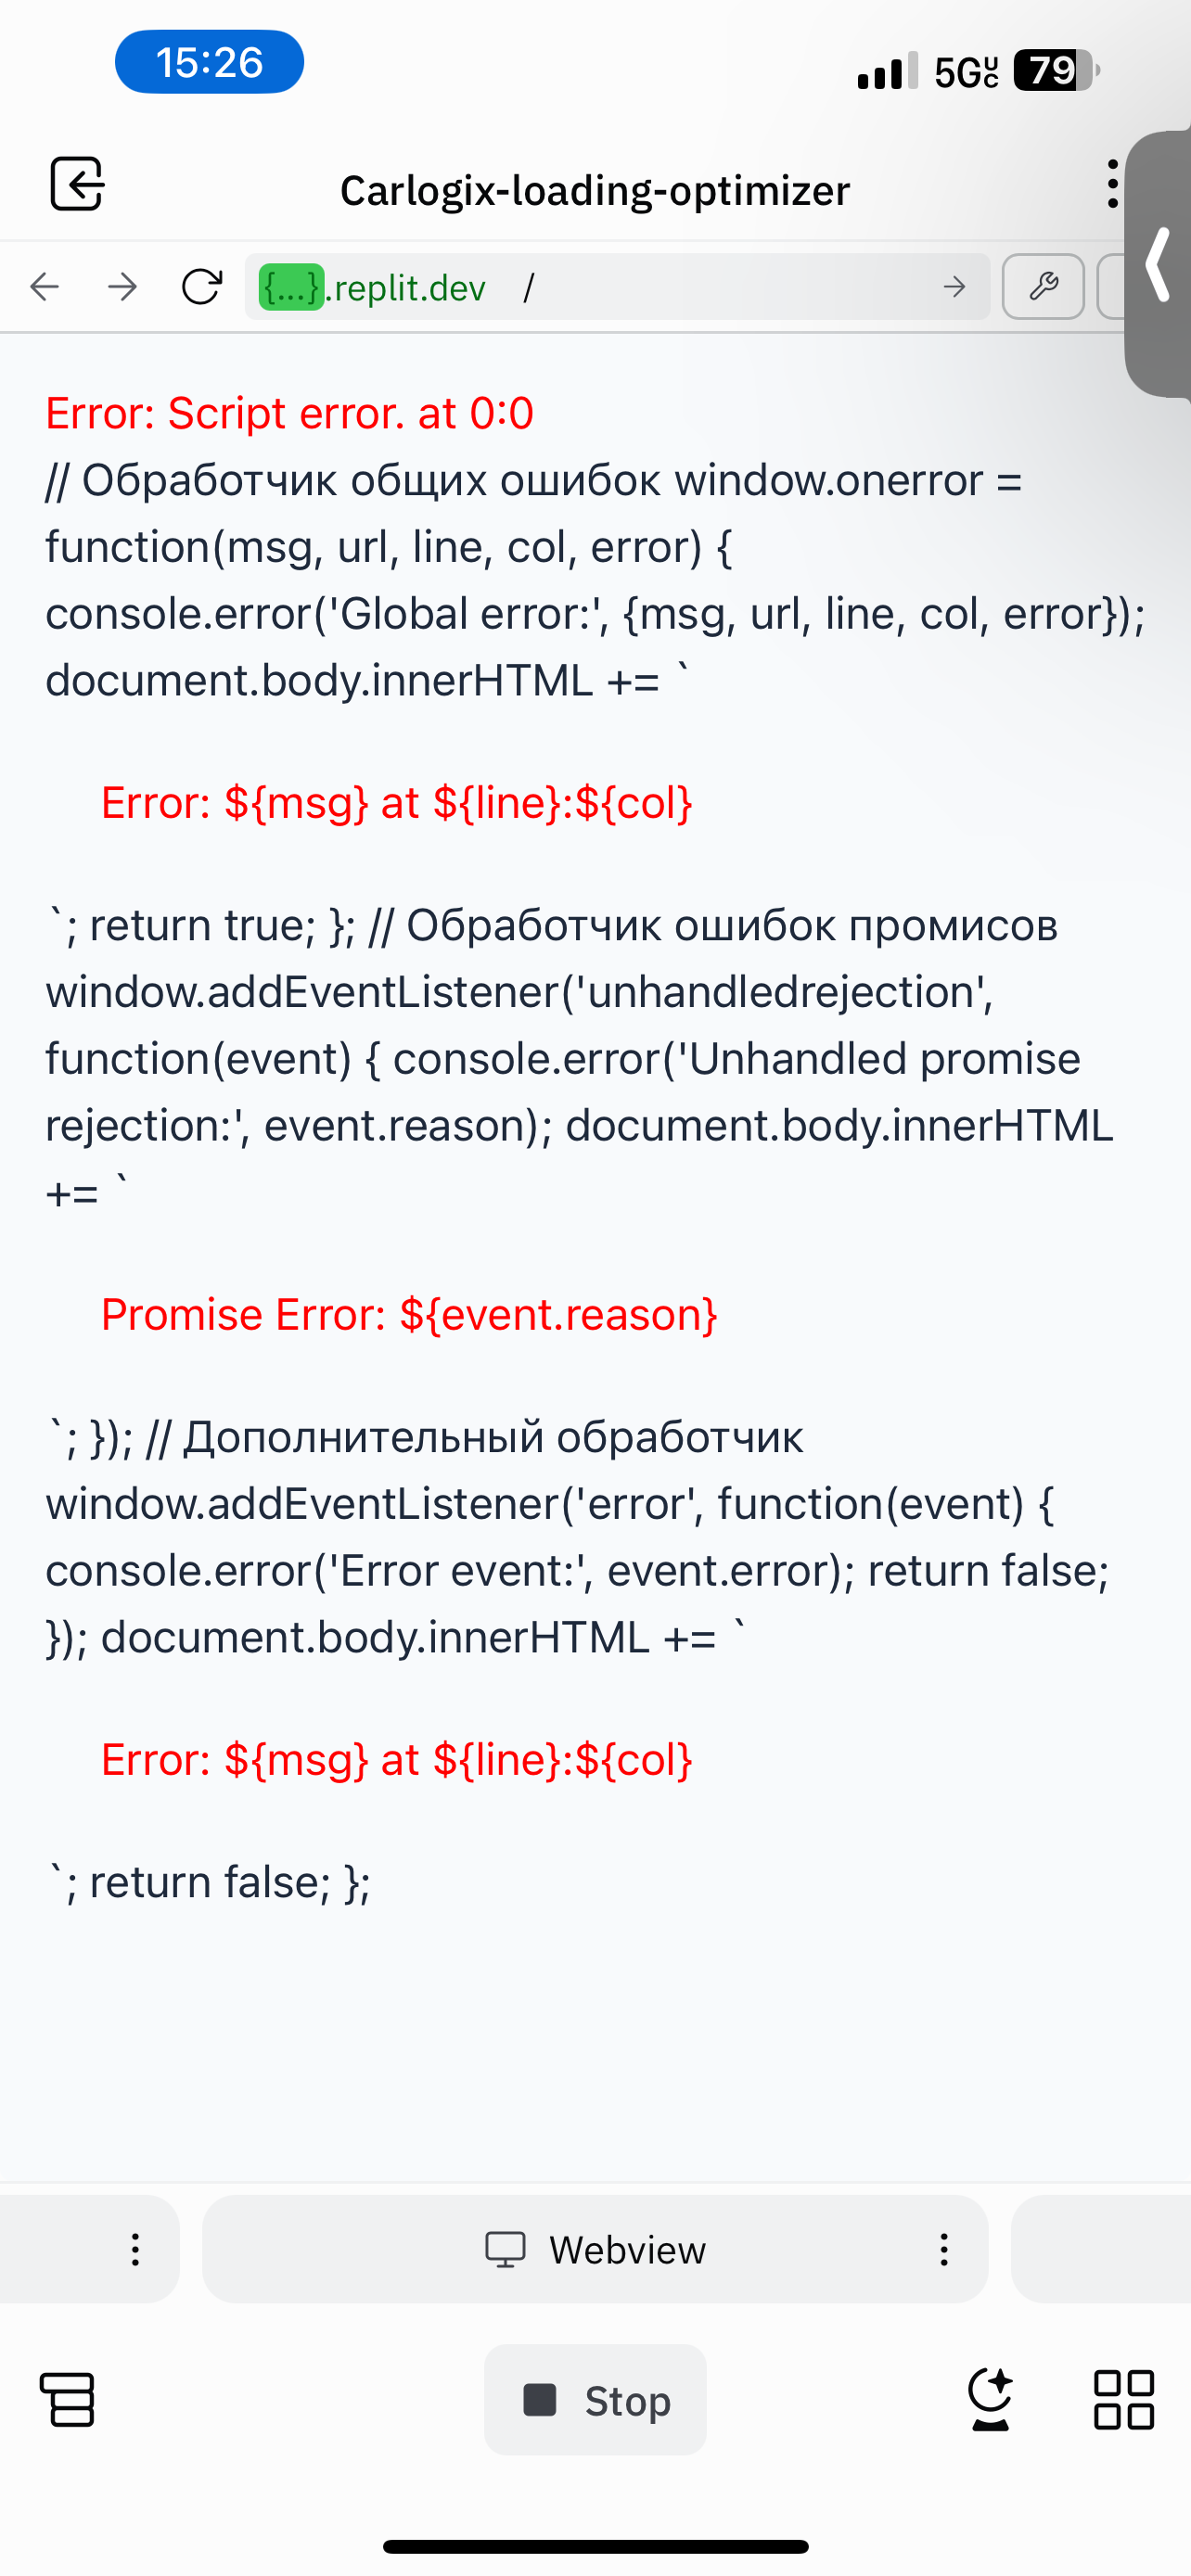 15:26
5GUC 79
Carlogix-loading-optimizer
{...}.replit.dev /
Error: Script error. at 0:0
// Обработчик общих ошибок window.onerror =
function(msg, url, line, col, error) {
console.error('Global error:', {msg, url, line, col, error});
document.body.innerHTML += `
Error: ${msg} at ${line}:${col}
`; return true; }; // Обработчик ошибок промисов
window.addEventListener('unhandledrejection',
function(event) { console.error('Unhandled promise
rejection:', event.reason); document.body.innerHTML
+= `
Promise Error: ${event.reason}
`; }); // Дополнительный обработчик
window.addEventListener('error', function(event) {
console.error('Error event:', event.error); return false;
}); document.body.innerHTML += `
Error: ${msg} at ${line}:${col}
`; return false; };
Webview
Stop